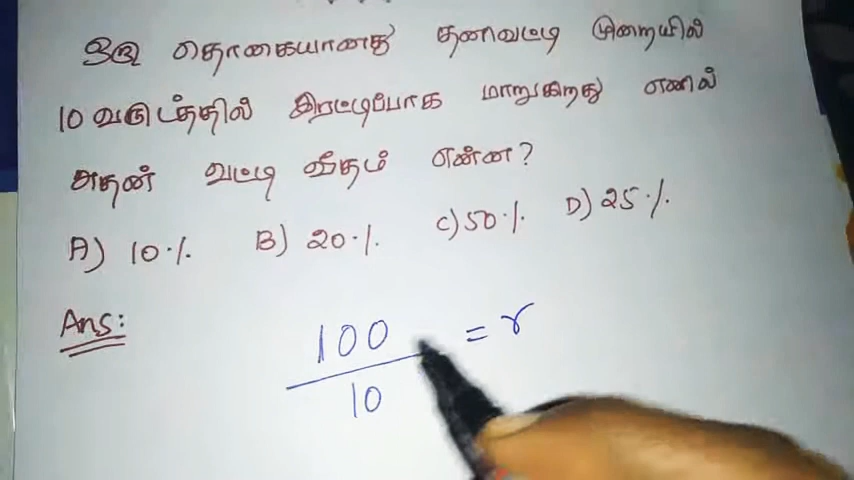 ஒரு தொகையானது தனிவட்டி முறையில்
10 வருடத்தில் இரட்டிப்பாக மாறுகிறது எனில்
அதன் வட்டி வீதம் என்ன?
A) 10·/. B) 20·/. C) 50·/. D) 25·/.
Ans:
100 = r
10